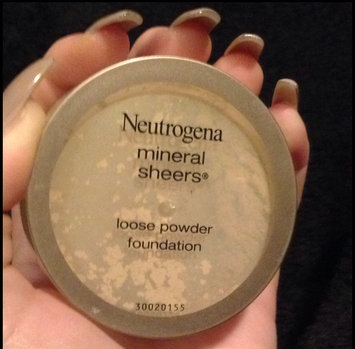 Neutrogena
mineral
sheers®
loose powder
foundation
30020155